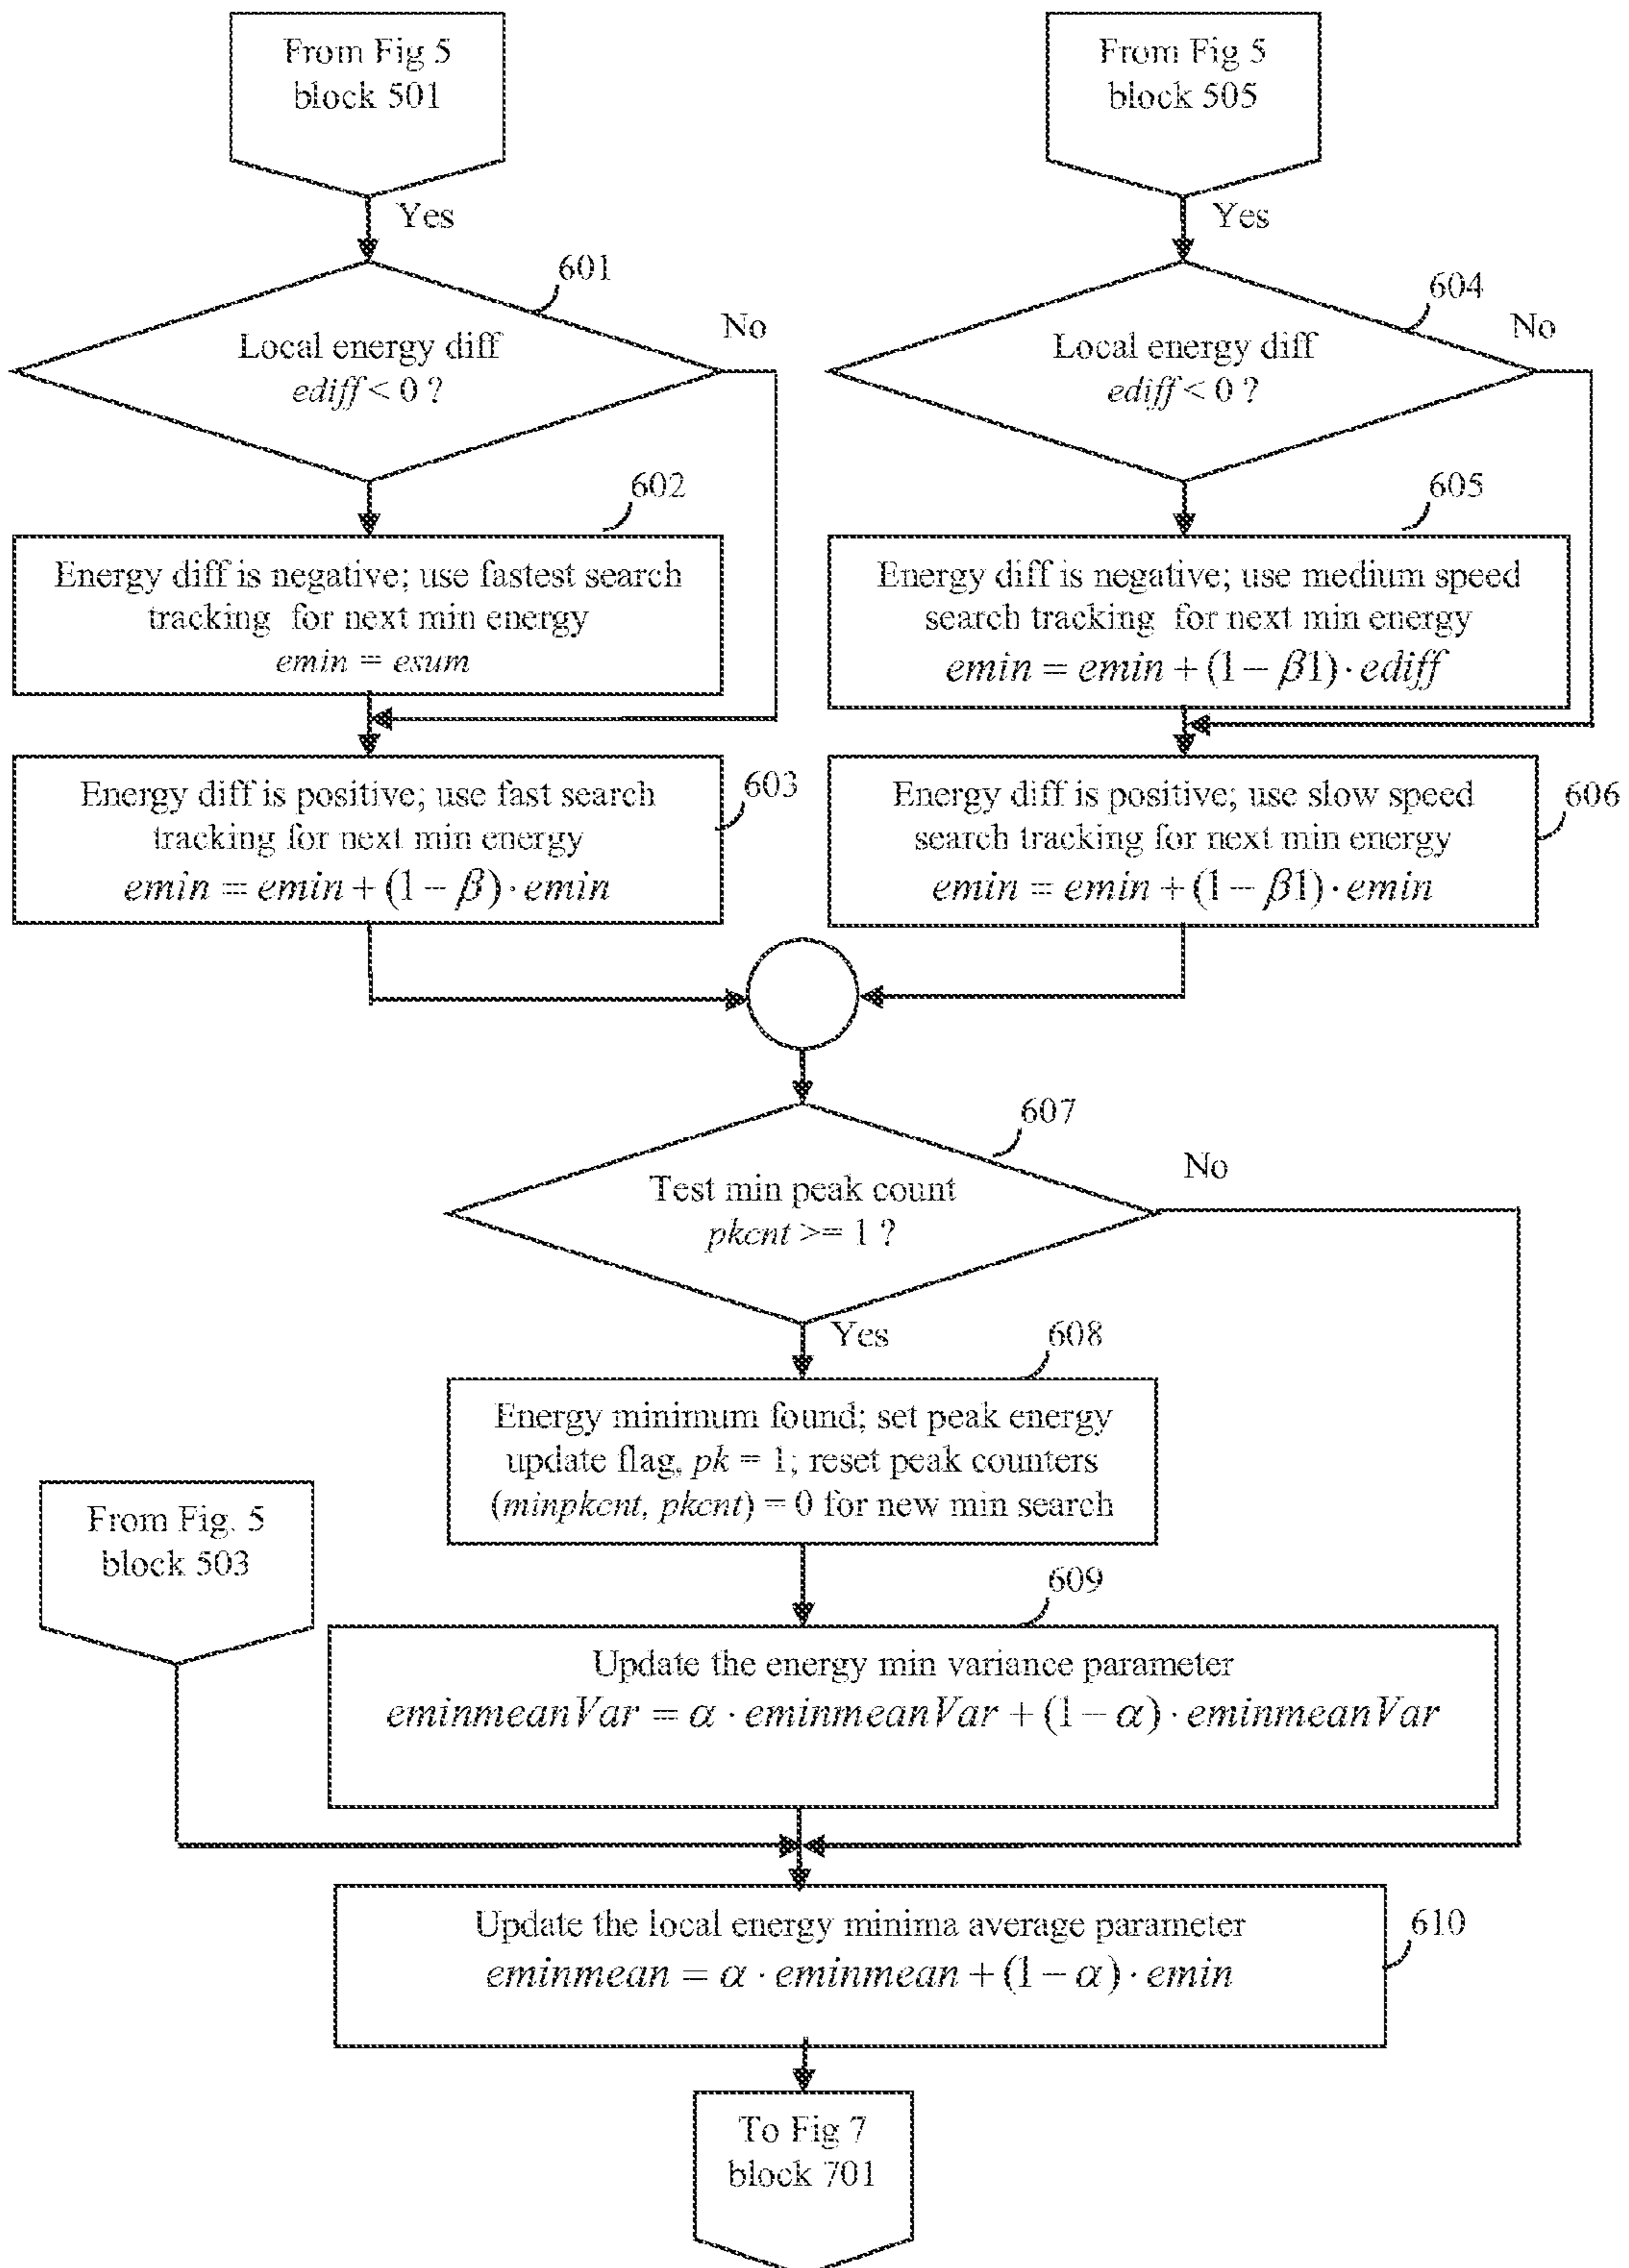 From Fig 5
block 501
From Fig 5
block 505
Yes
Yes
601
604
No
No
Local energy diff
ediff < 0 ?
Local energy diff
ediff < 0 ?
602
605
Energy diff is negative; use fastest search
tracking for next min energy
emin = esum
Energy diff is negative; use medium speed
search tracking for next min energy
emin = emin + (1 − β1) · ediff
603
606
Energy diff is positive; use fast search
tracking for next min energy
emin = emin + (1 − β) · emin
Energy diff is positive; use slow speed
search tracking for next min energy
emin = emin + (1 − β1) · emin
607
No
Test min peak count
pkcnt >= 1 ?
Yes
608
Energy minimum found; set peak energy
update flag, pk = 1; reset peak counters
(minpkcnt, pkcnt) = 0 for new min search
From Fig. 5
block 503
609
Update the energy min variance parameter
eminmeanVar = α · eminmeanVar + (1 − α) · eminmeanVar
610
Update the local energy minima average parameter
eminmean = α · eminmean + (1 − α) · emin
To Fig 7
block 701